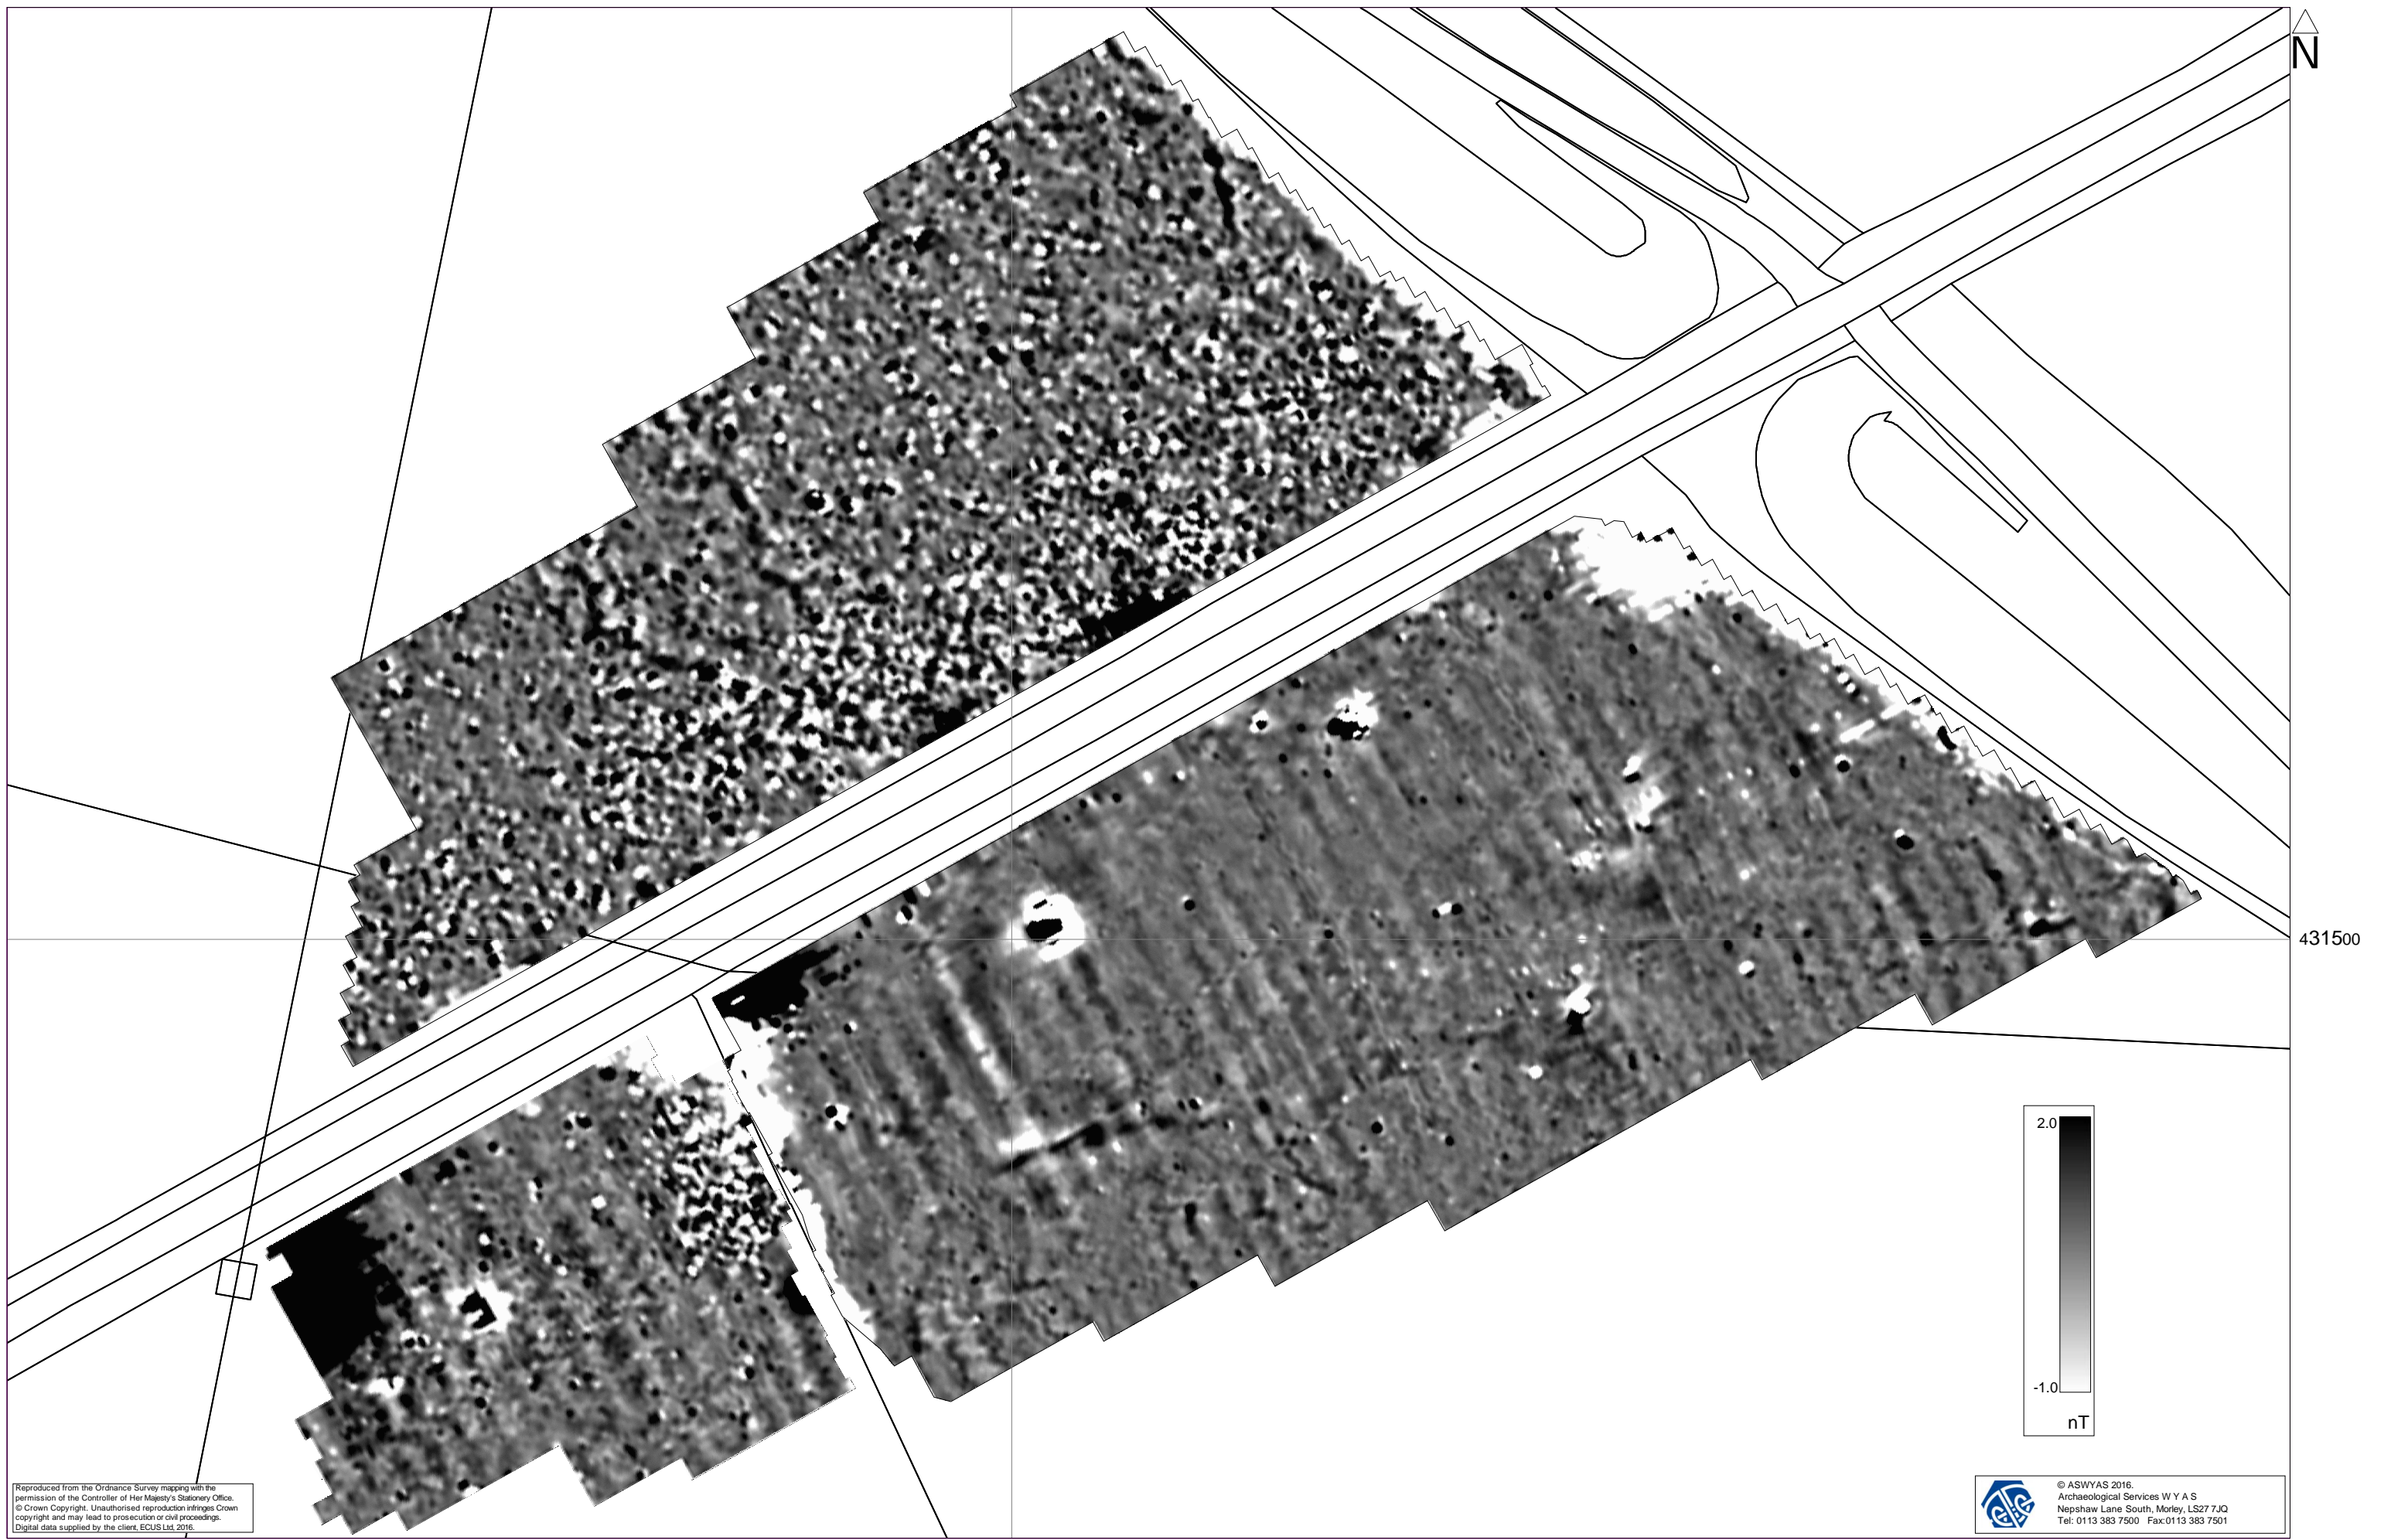 N
431500
2.0
-1.0
nT
Reproduced from the Ordnance Survey mapping with the
permission of the Controller of Her Majesty's Stationery Office.
© Crown Copyright. Unauthorised reproduction infringes Crown
copyright and may lead to prosecution or civil proceedings.
Digital data supplied by the client, ECUS Ltd, 2016.
© ASWYAS 2016.
Archaeological Services W Y A S
Nepshaw Lane South, Morley, LS27 7JQ
Tel: 0113 383 7500 Fax:0113 383 7501